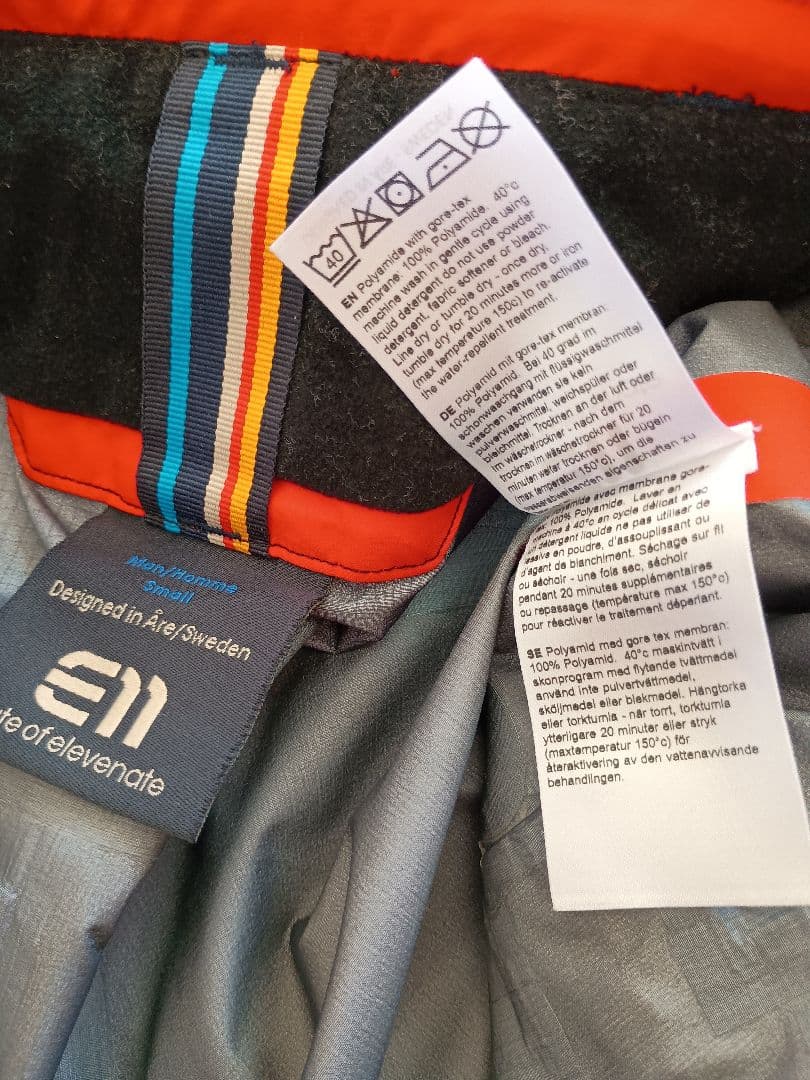 Man/Homme
Small
Designed in Åre/Sweden
te of elevenate
40
EN Polyamide with gore-tex
membrane: 100% Polyamide. 40°c
machine wash in gentle cycle using
liquid detergent do not use powder
detergent, fabric softener or bleach.
Line dry or tumble dry - once dry,
tumble dry for 20 minutes more or iron
(max temperature 150c) to re-activate
the water-repellent treatment.
DE Polyamid mit gore-tex membran:
100% Polyamid. Bei 40 grad im
schonwaschgang mit flüssigwaschmittel
waschen verwenden sie kein
pulverwaschmittel, weichspüler oder
bleichmittel Trocknen an der luft oder
im wäschetrockner - nach dem
trocknen im wäschetrockner für 20
minuten weiter trocknen oder bügeln
(max temperatur 150°c), um die
eigenschaften zu
avec membrane gore-
100% Polyamide. Laver en
machine à 40°c en cycle délicat avec
un détergent liquide ne pas utiliser de
lessive en poudre, d'assouplissant ou
d'agent de blanchiment. Séchage sur fil
ou séchoir - une fois sec, séchoir
pendant 20 minutes supplémentaires
ou repassage (température max 150°c)
pour réactiver le traitement déperlant.
SE Polyamid med gore tex membran:
100% Polyamid. 40°c maskintvätt i
skonprogram med flytande tvättmedel
använd inte pulvertvättmedel,
sköljmedel eller blekmedel. Hängtorka
eller torktumla - när torrt, torktumla
ytterligare 20 minuter eller stryk
(maxtemperatur 150°c) för
återaktivering av den vattenavvisande
behandlingen.